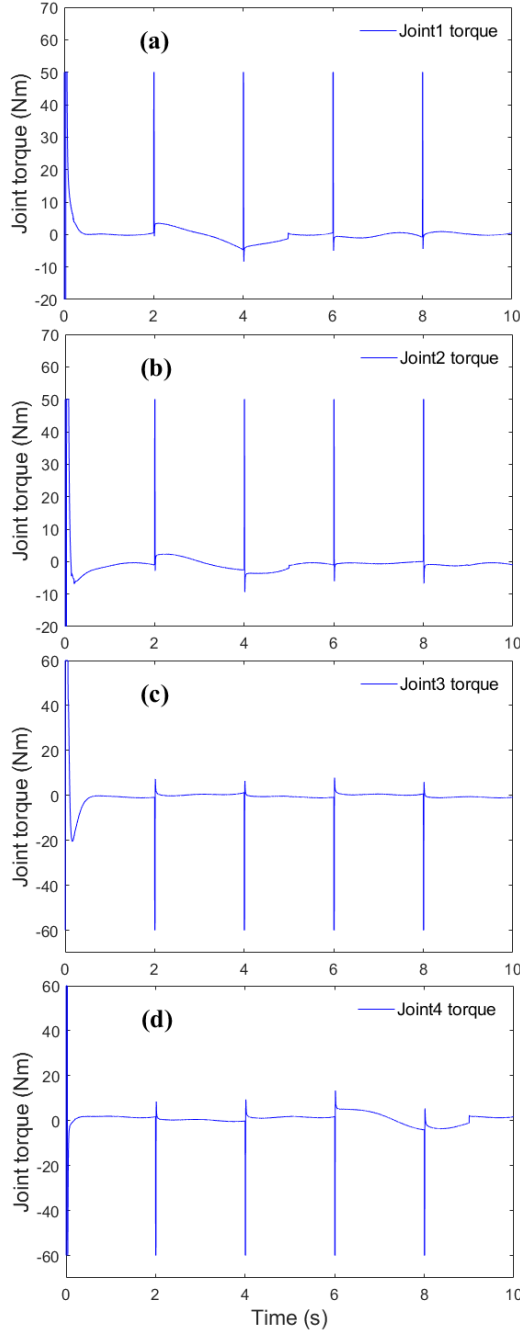 70
(a)
Joint1 torque
60
50
40
30
20
10
0
-10
-20
Joint torque (Nm)
0 2 4 6 8 10
70
(b)
Joint2 torque
60
50
40
30
20
10
0
-10
-20
Joint torque (Nm)
0 2 4 6 8 10
60
(c)
Joint3 torque
40
20
0
-20
-40
-60
Joint torque (Nm)
0 2 4 6 8 10
60
(d)
Joint4 torque
40
20
0
-20
-40
-60
Joint torque (Nm)
0 2 4 6 8 10
Time (s)